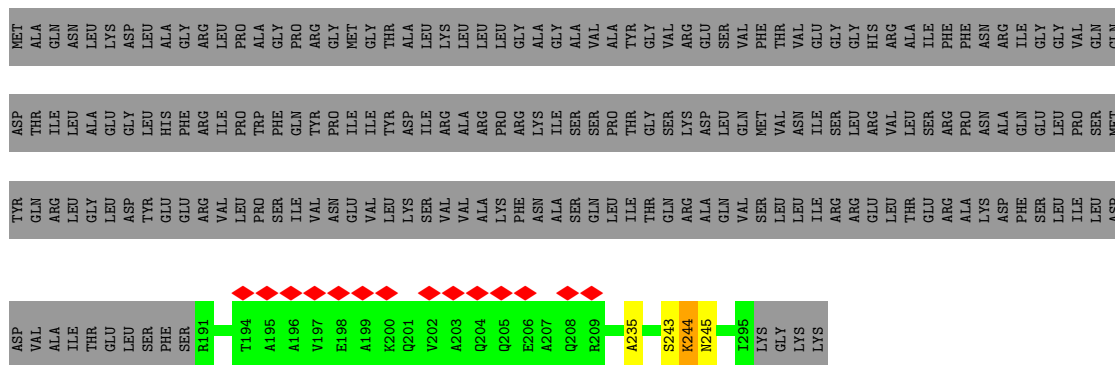 MET ALA GLN ASN LEU LYS ASP LEU ALA GLY ARG LEU PRO ALA GLY PRO ARG GLY MET GLY THR ALA LEU LYS LEU LEU LEU GLY ALA GLY ALA VAL ALA TYR GLY VAL ARG GLU SER VAL PHE THR VAL GLU GLY GLY HIS ARG ALA ILE PHE PHE ASN ARG ILE GLY GLY VAL GLN GLN
ASP THR ILE LEU ALA GLU GLY LEU HIS PHE ARG ILE PRO TRP PHE GLN TYR PRO ILE ILE TYR ASP ILE ARG ALA ARG PRO ARG LYS ILE SER SER PRO THR GLY SER LYS ASP LEU GLN MET VAL ASN ILE SER LEU ARG VAL LEU SER ARG PRO ASN ALA GLN GLU LEU PRO SER MET
TYR GLN ARG LEU GLY LEU ASP TYR GLU GLU ARG VAL LEU PRO SER ILE VAL ASN GLU VAL LEU LYS SER VAL VAL ALA LYS PHE ASN ALA SER GLN LEU ILE THR GLN ARG ALA GLN VAL SER LEU LEU ILE ARG ARG GLU LEU THR GLU ARG ALA LYS ASP PHE SER LEU ILE LEU ASP
ASP VAL ALA ILE THR GLU LEU SER PHE SER R191 T194 A195 A196 V197 E198 A199 K200 Q201 V202 A203 Q204 Q205 E206 A207 Q208 R209 A235 S243 K244 N245 I295 LYS GLY LYS LYS